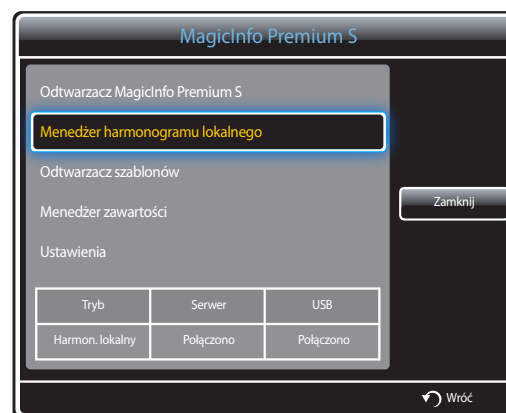 MagicInfo Premium S
Odtwarzacz MagicInfo Premium S
Menedżer harmonogramu lokalnego
Odtwarzacz szablonów
Menedżer zawartości
Zamknij
Ustawienia
Tryb Serwer USB
Harmon. lokalny Połączono Połączono
Wróć